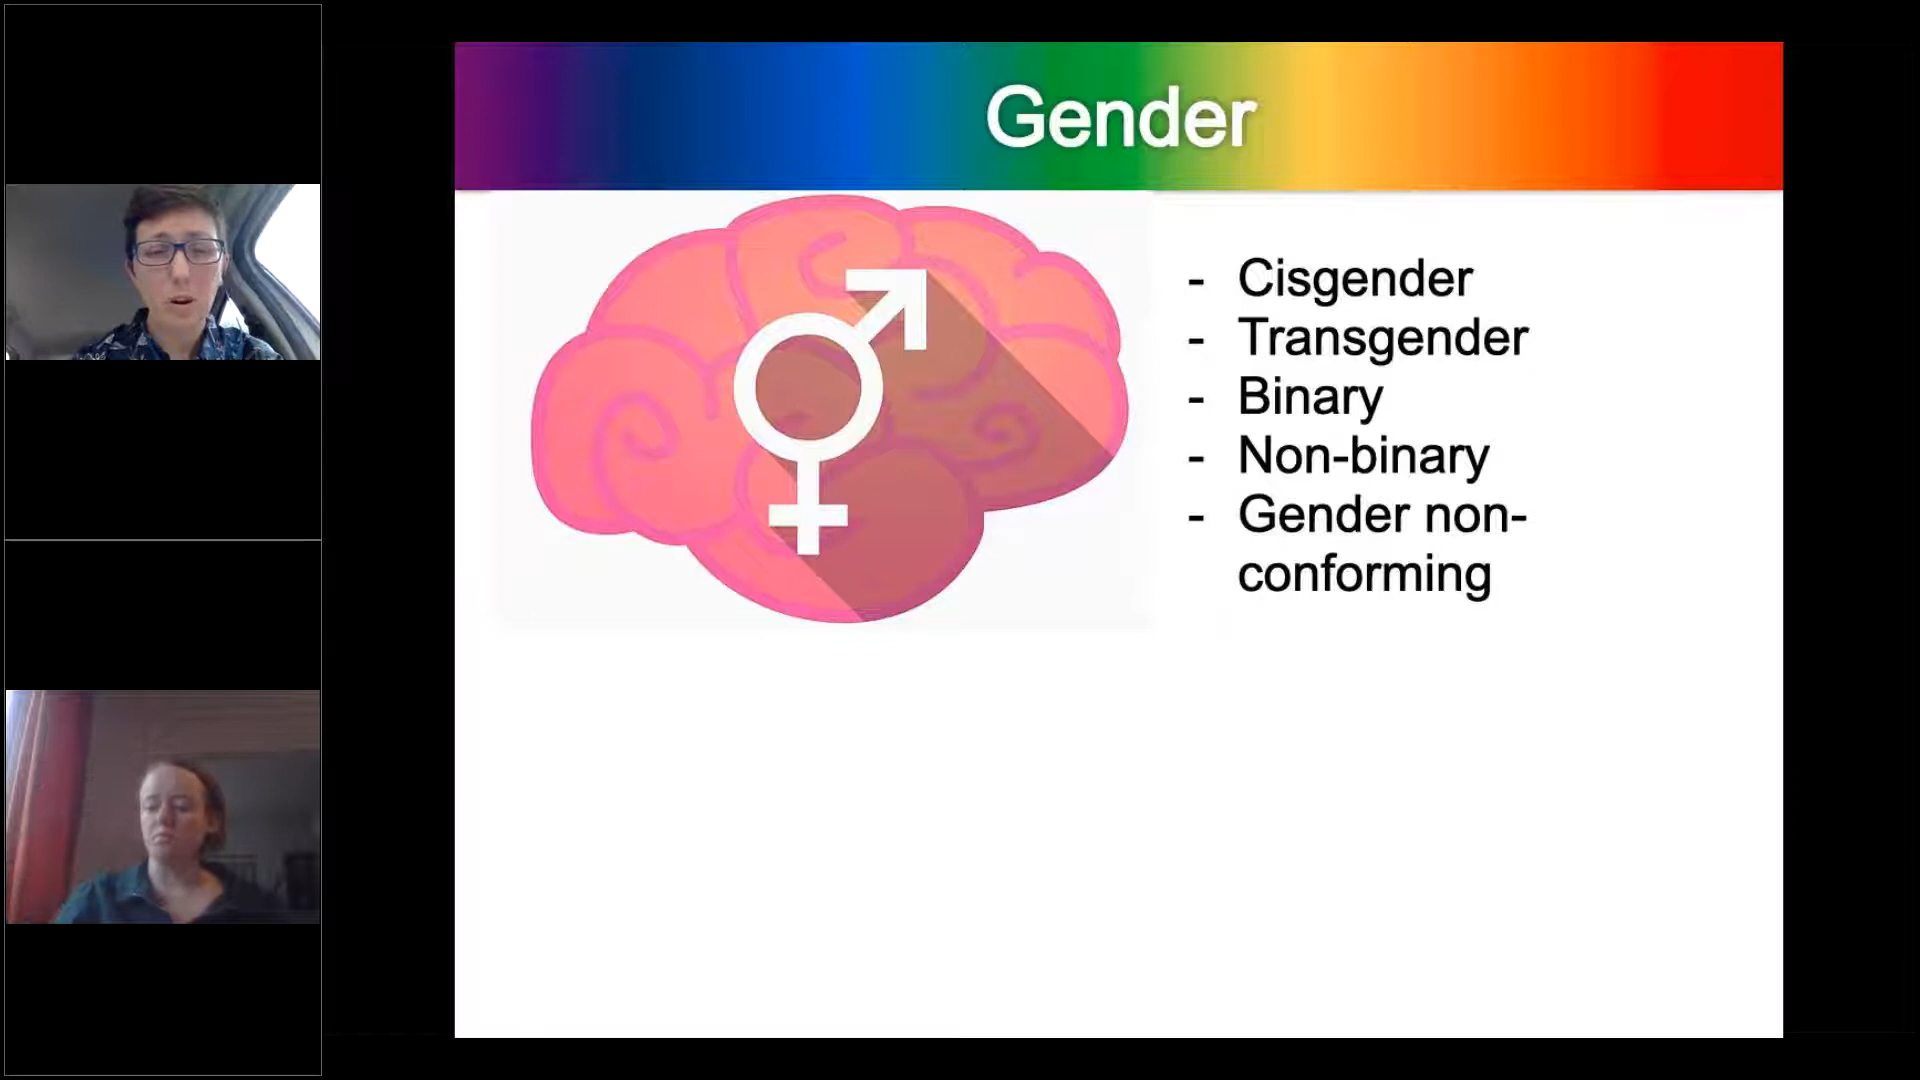 Gender
- Cisgender
- Transgender
- Binary
- Non-binary
- Gender non-
conforming